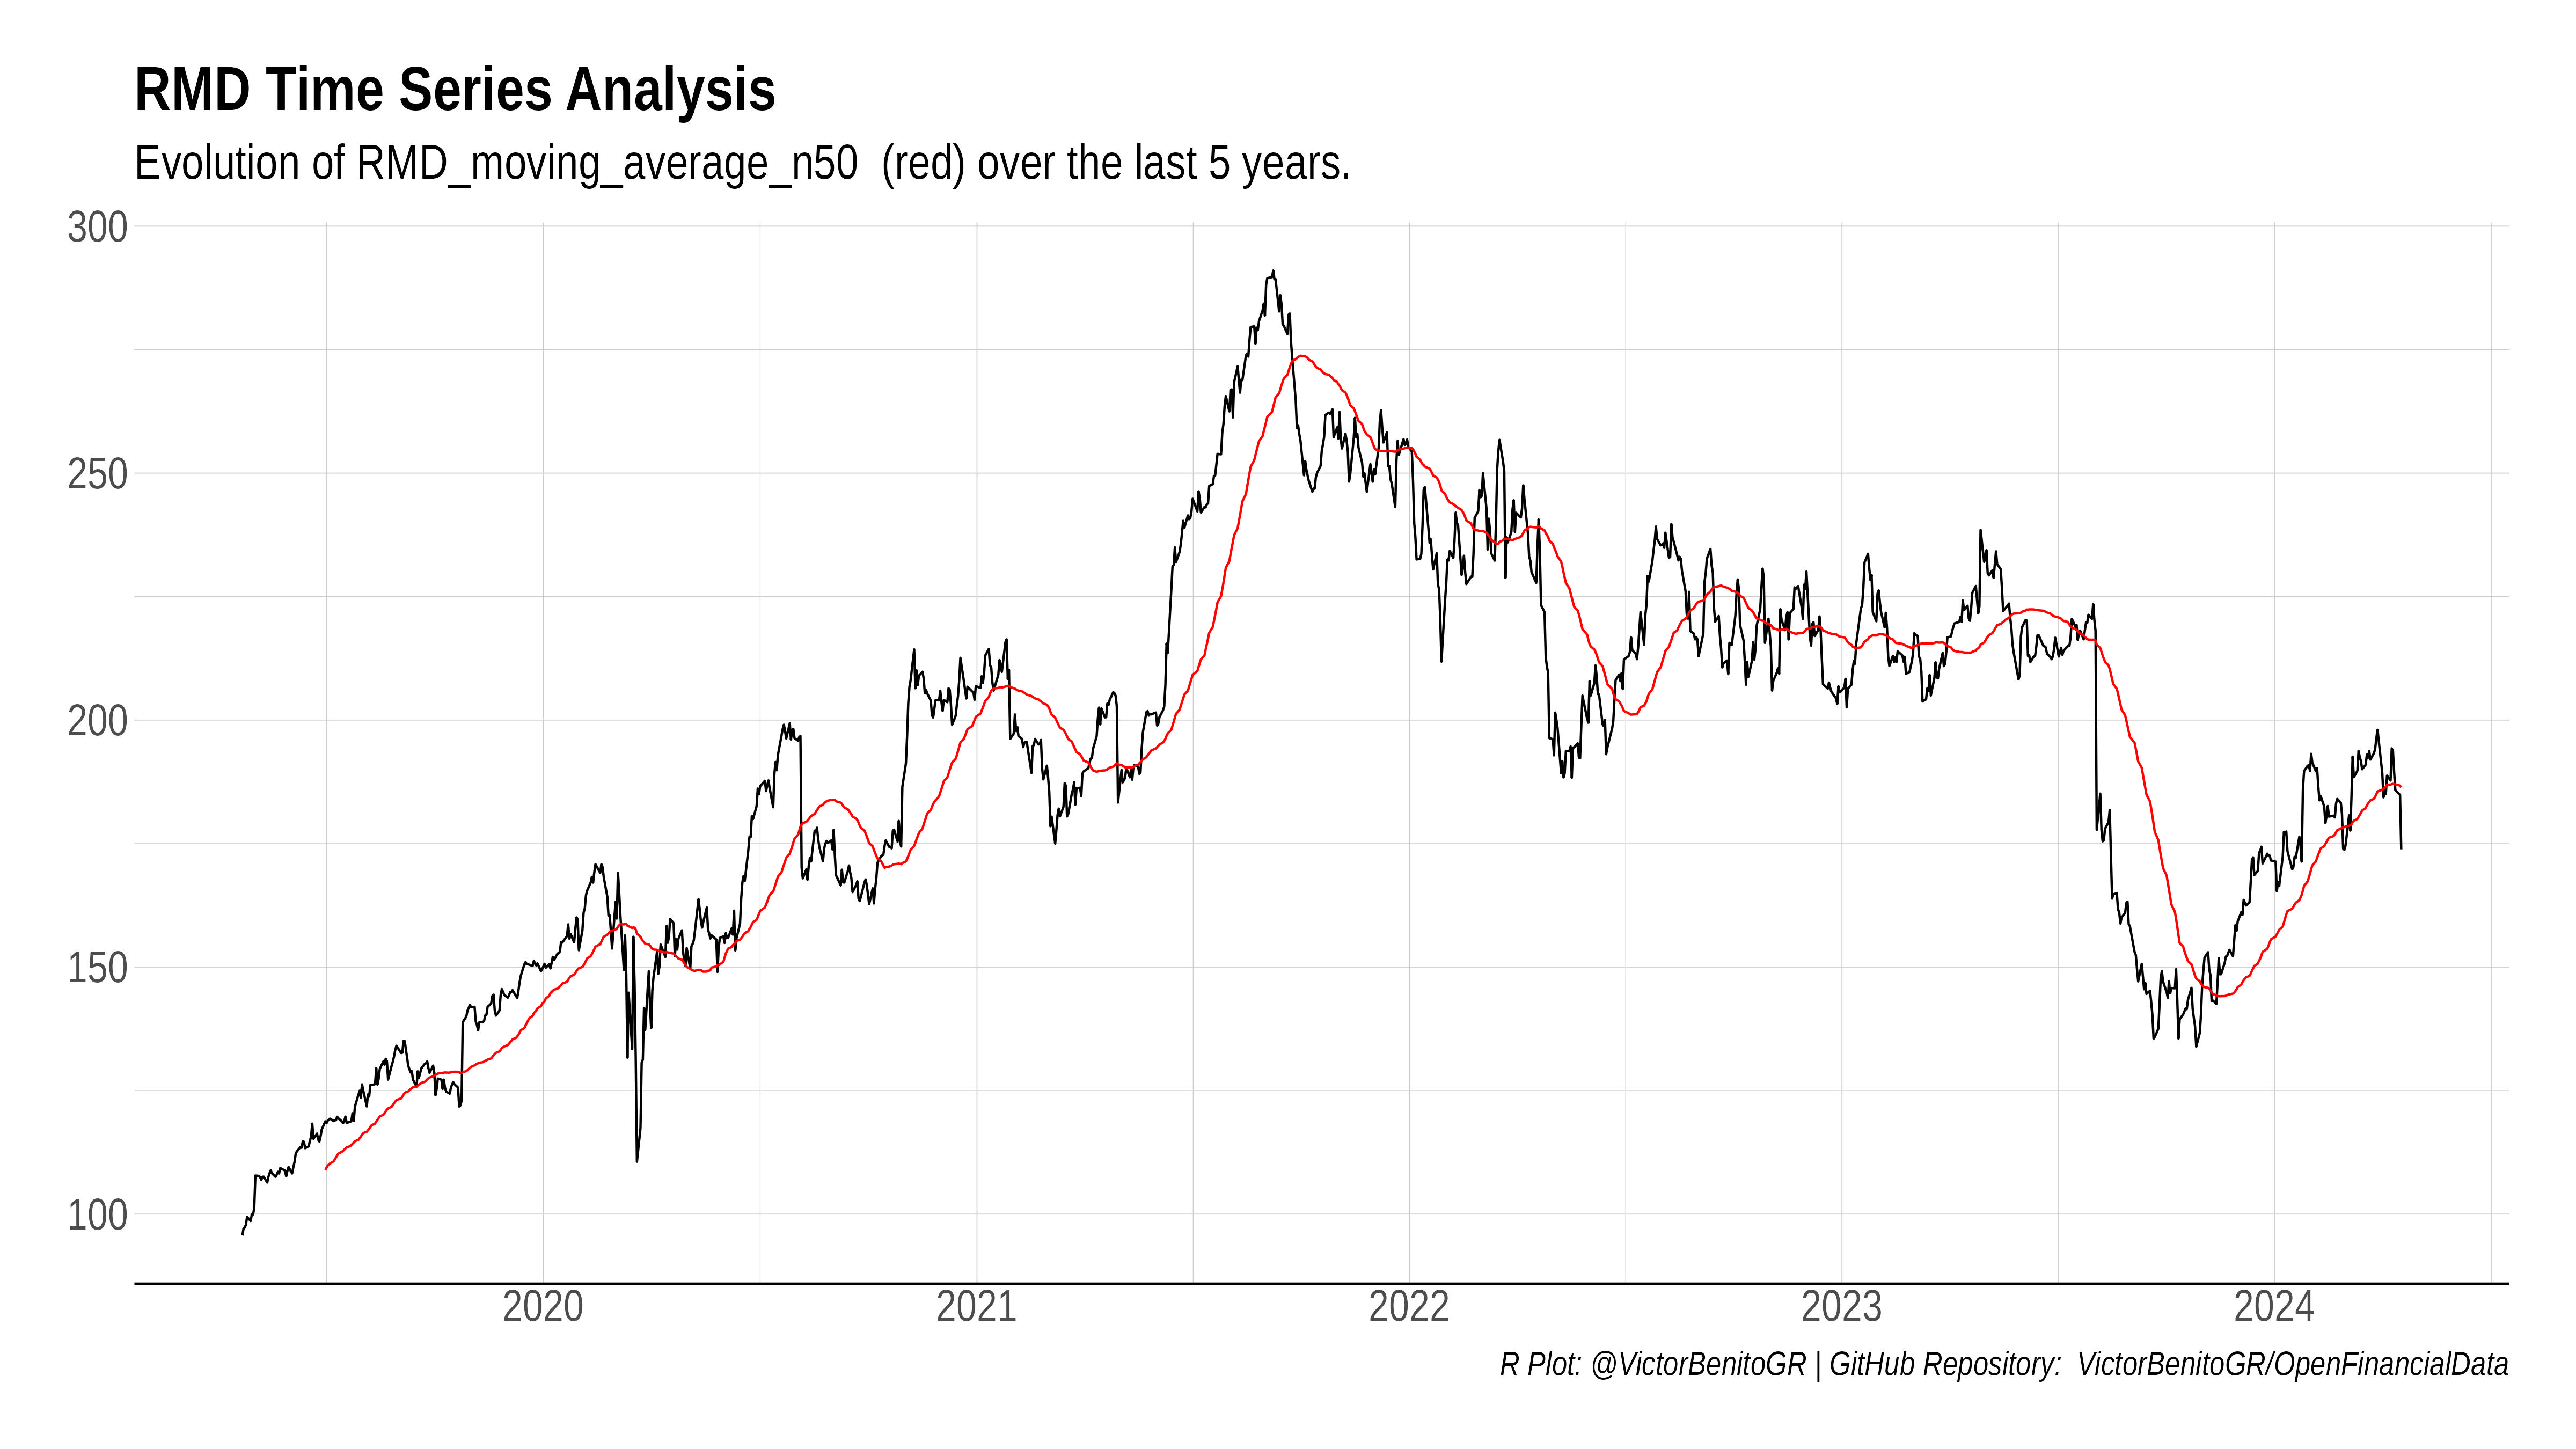 RMD Time Series Analysis
Evolution of RMD_moving_average_n50  (red) over the last 5 years.
300
250
200
150
100
2020 2021 2022 2023 2024
R Plot: @VictorBenitoGR | GitHub Repository:  VictorBenitoGR/OpenFinancialData